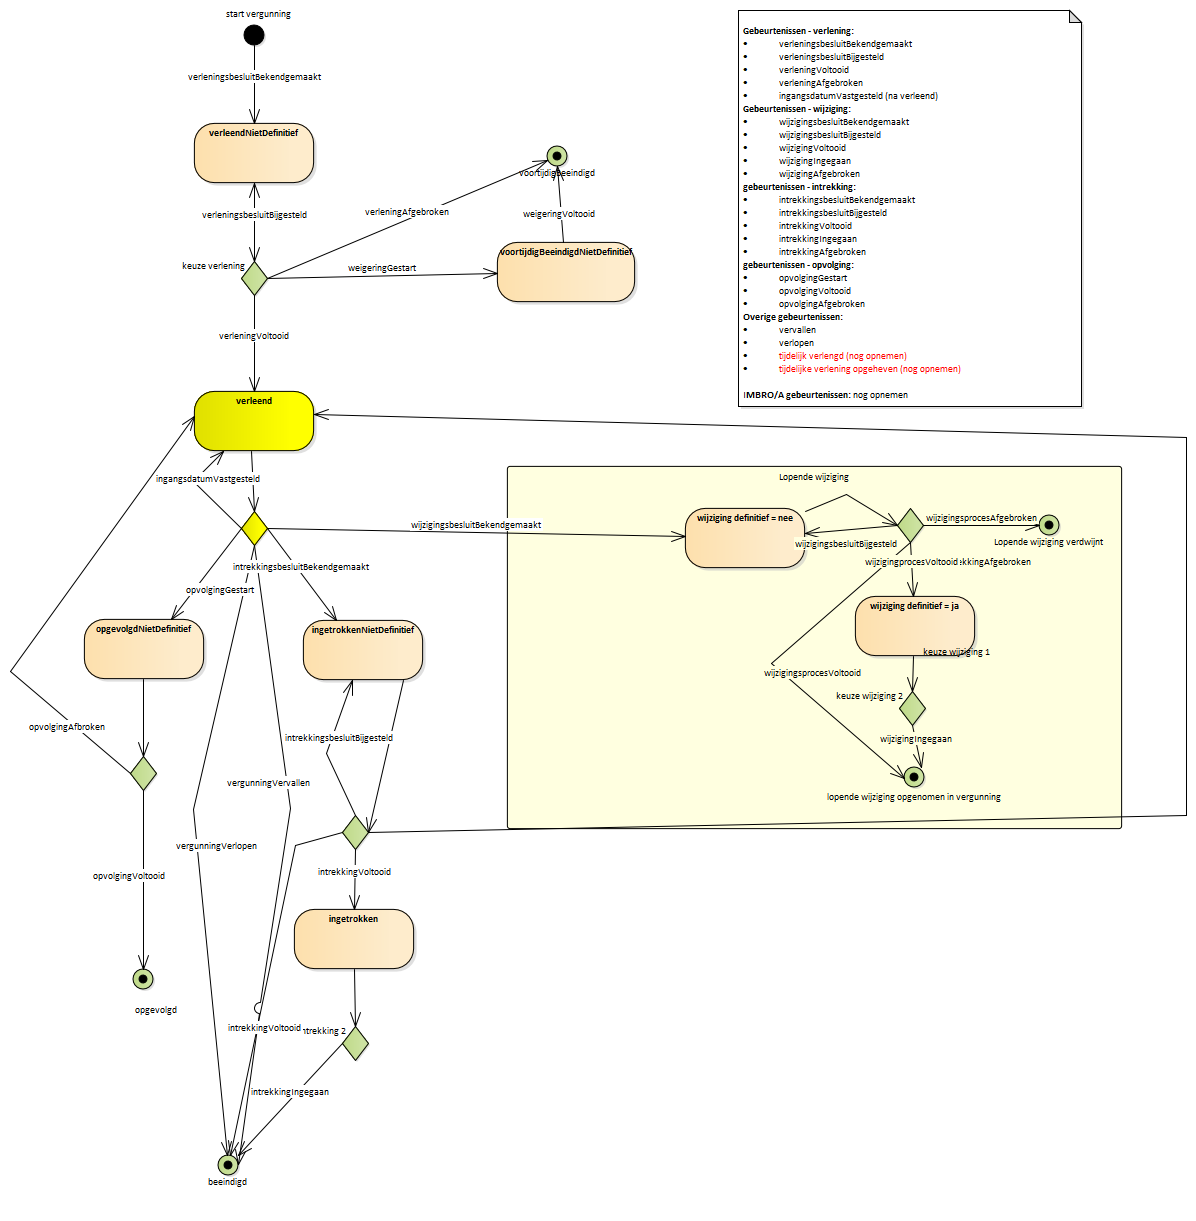 start vergunning
verleningsbesluitBekendgemaakt
verleendNietDefinitief
verleningsbesluitBijgesteld
keuze verlening
verleningAfgebroken
weigeringGestart
voortijdigBeeindigd
weigeringVoltooid
voortijdigBeeindigdNietDefinitief
verleningVoltooid
verleend
Gebeurtenissen - verlening:
• verleningsbesluitBekendgemaakt
• verleningsbesluitBijgesteld
• verleningVoltooid
• verleningAfgebroken
• ingangsdatumVastgesteld (na verleend)
Gebeurtenissen - wijziging:
• wijzigingsbesluitBekendgemaakt
• wijzigingsbesluitBijgesteld
• wijzigingVoltooid
• wijzigingIngegaan
• wijzigingAfgebroken
gebeurtenissen - intrekking:
• intrekkingsbesluitBekendgemaakt
• intrekkingsbesluitBijgesteld
• intrekkingVoltooid
• intrekkingIngegaan
• intrekkingAfgebroken
gebeurtenissen - opvolging:
• opvolgingGestart
• opvolgingVoltooid
• opvolgingAfgebroken
Overige gebeurtenissen:
• vervallen
• verlopen
• tijdelijk verlengd (nog opnemen)
• tijdelijke verlening opgeheven (nog opnemen)
IMBRO/A gebeurtenissen: nog opnemen
ingangsdatumVastgesteld
wijzigingsbesluitBekendgemaakt
intrekkingsbesluitBekendgemaakt
opvolgingGestart
opgevolgdNietDefinitief
ingetrokkenNietDefinitief
opvolgingAfbroken
intrekkingsbesluitBijgesteld
vergunningVervallen
vergunningVerlopen
opvolgingVoltooid
intrekkingVoltooid
ingetrokken
opgevolgd
intrekkingVoltooid
trekking 2
intrekkingIngegaan
beeindigd
Lopende wijziging
wijziging definitief = nee
wijzigingsprocesAfgebroken
wijzigingsbesluitBijgesteld
Lopende wijziging verdwijnt
wijzigingprocesVoltooid
kkingAfgebroken
wijziging definitief = ja
keuze wijziging 1
wijzigingsprocesVoltooid
keuze wijziging 2
wijzigingIngegaan
lopende wijziging opgenomen in vergunning